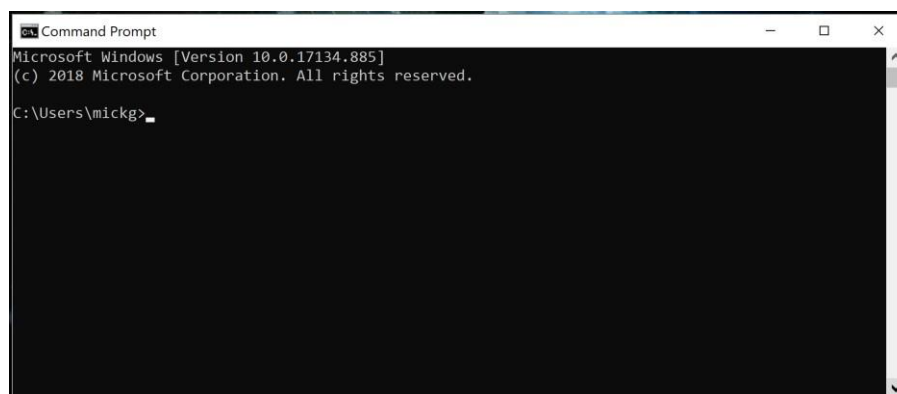 Command Prompt
Microsoft Windows [Version 10.0.17134.885]
(c) 2018 Microsoft Corporation. All rights reserved.
C:\Users\mickg>